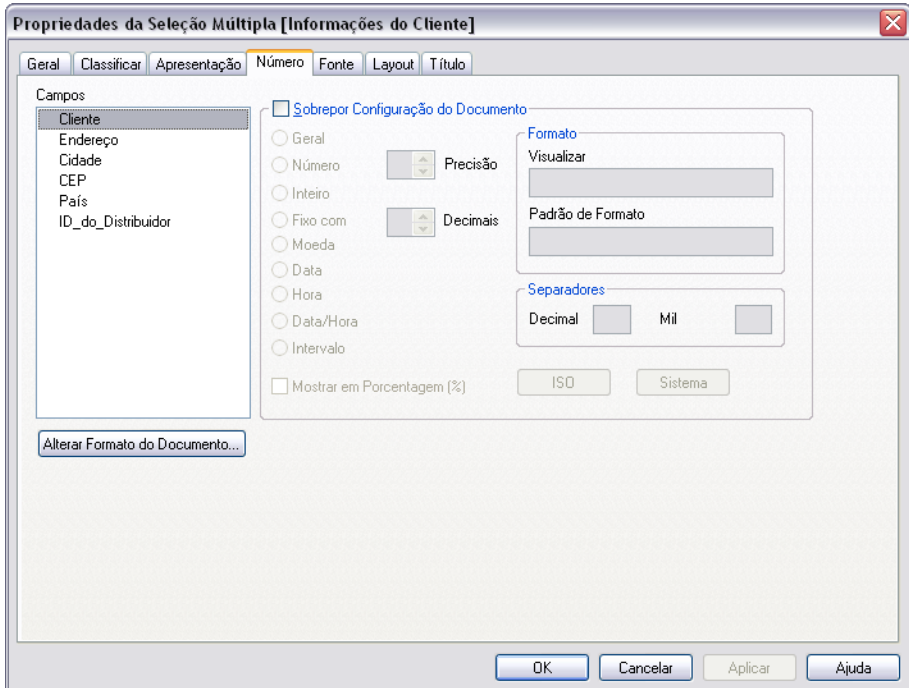 Propriedades da Seleção Múltipla [Informações do Cliente]
Geral Classificar Apresentação Número Fonte Layout Título
Campos
Cliente
Endereço
Cidade
CEP
País
ID_do_Distribuidor
Alterar Formato do Documento...
Sobrepor Configuração do Documento
Geral
Número Precisão
Inteiro
Fixo com Decimais
Moeda
Data
Hora
Data/Hora
Intervalo
Mostrar em Porcentagem (%)
Formato
Visualizar
Padrão de Formato
Separadores
Decimal Mil
ISO Sistema
OK Cancelar Aplicar Ajuda